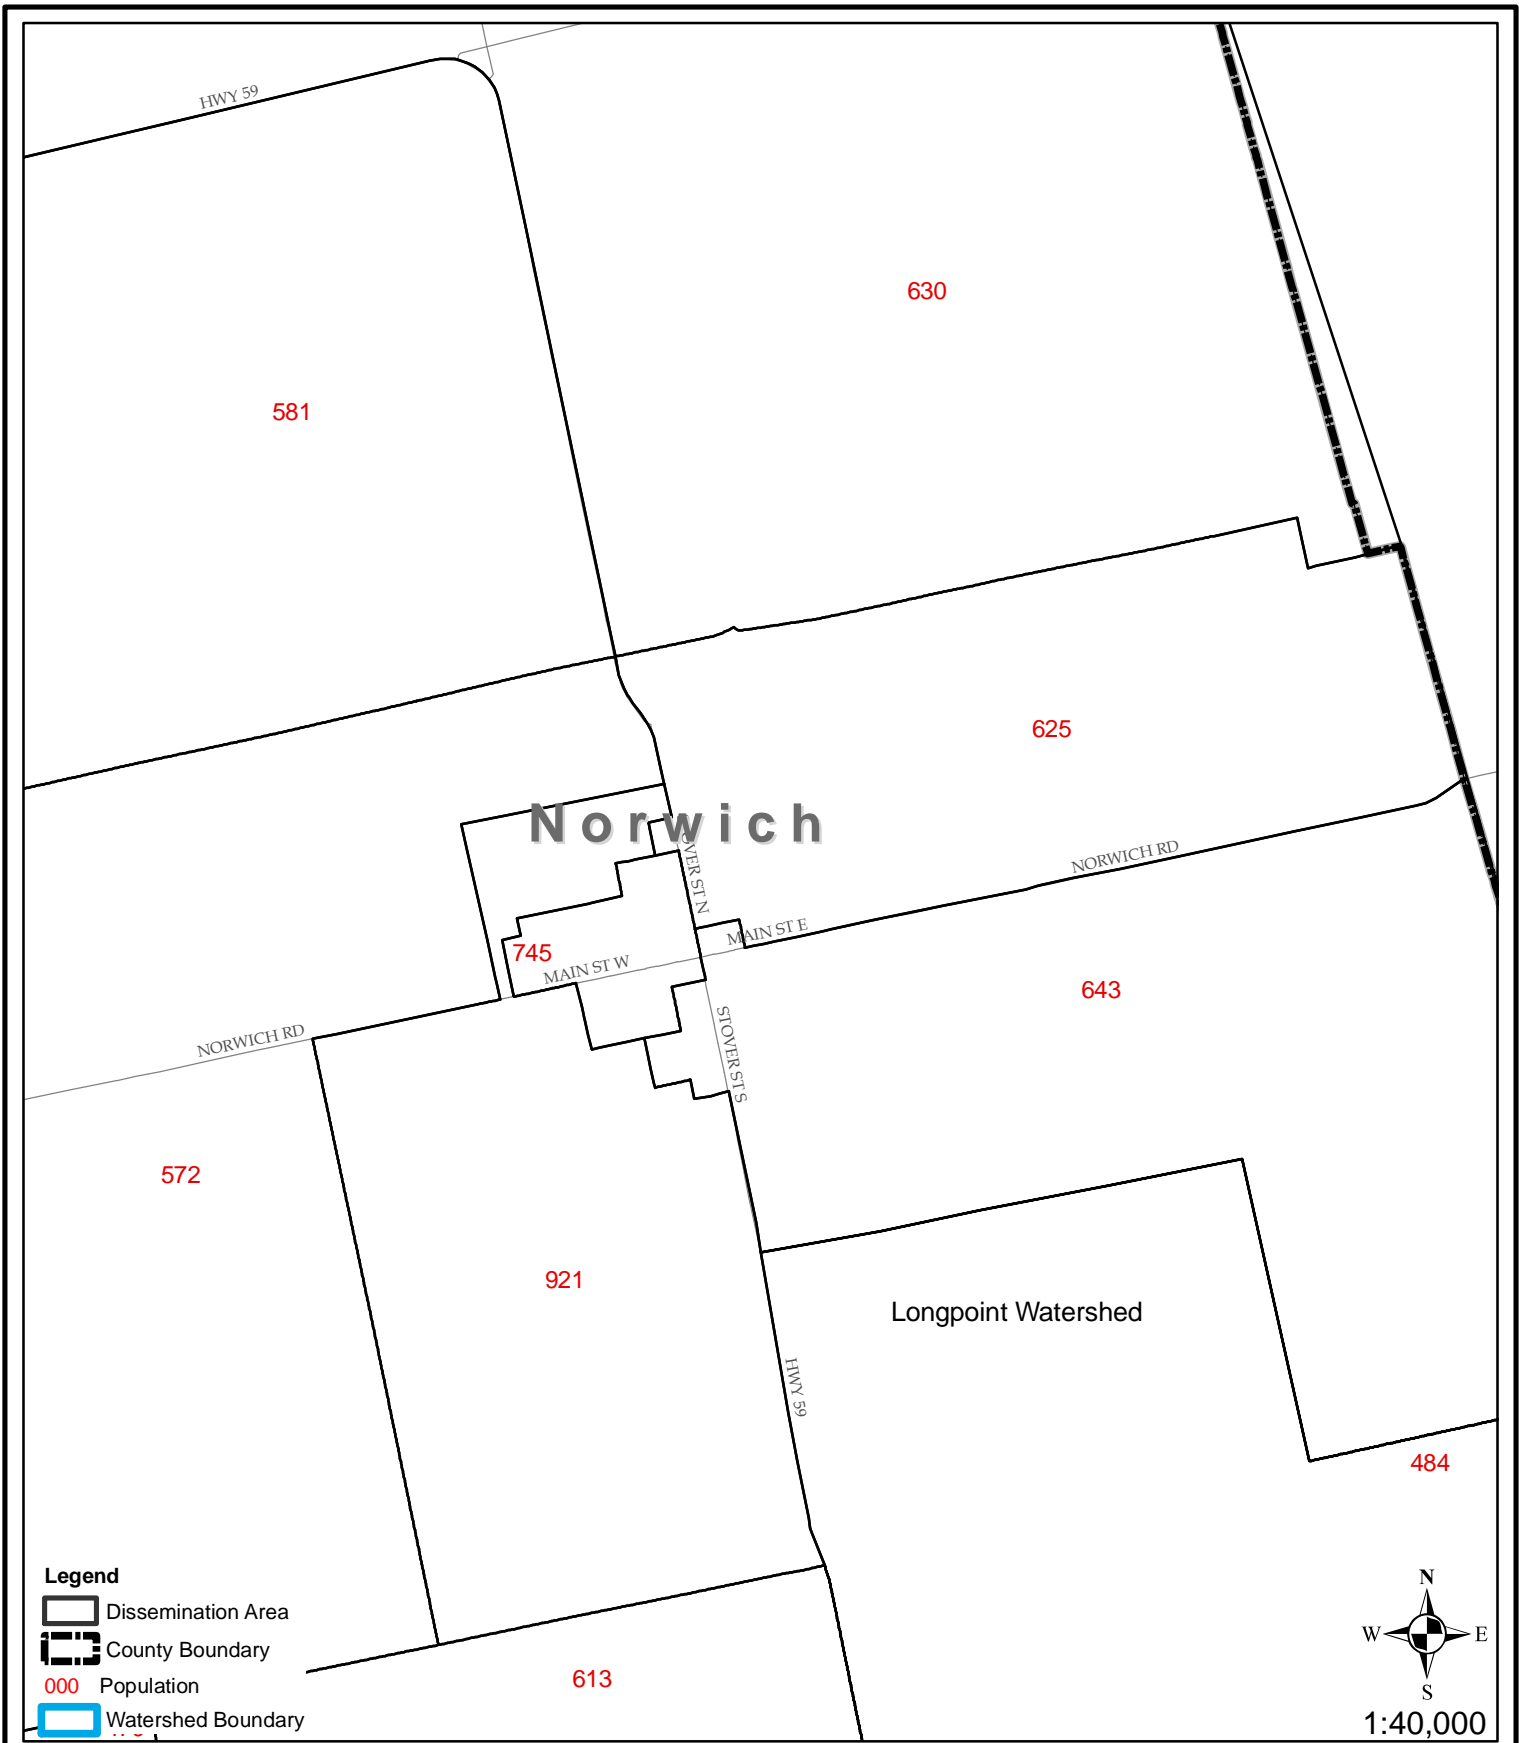 HWY 59
630
581
625
Norwich
OVER ST N
NORWICH RD
MAIN ST E
745
MAIN ST W
643
STOVER ST S
NORWICH RD
572
921
Longpoint Watershed
HWY 59
484
Legend
Dissemination Area
County Boundary
000 Population
Watershed Boundary
613
N
W E
S
1:40,000